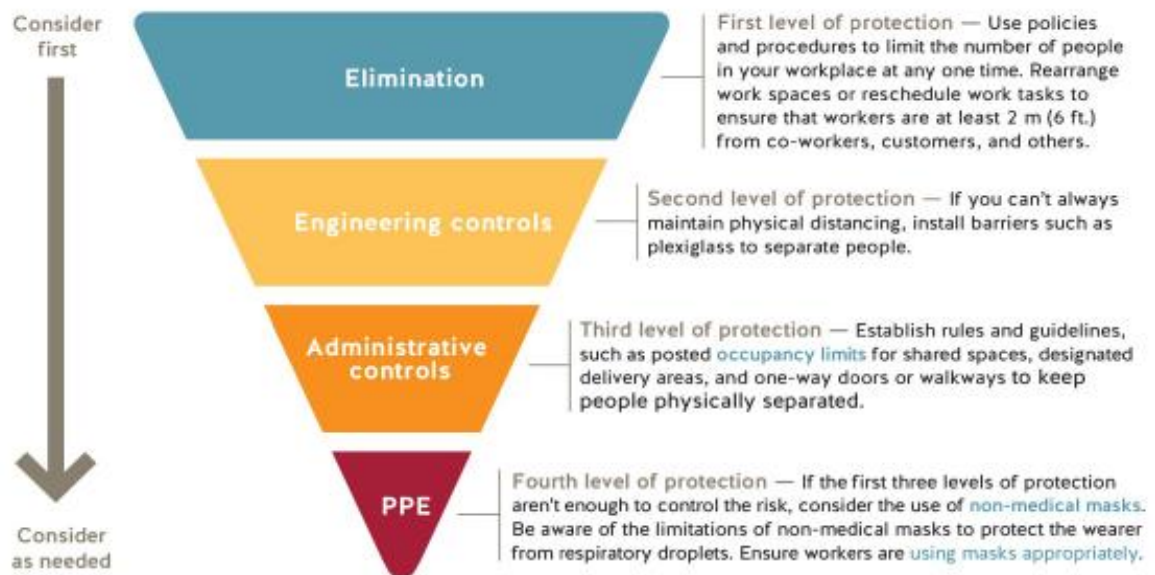 Consider
first
Elimination
First level of protection — Use policies
and procedures to limit the number of people
in your workplace at any one time. Rearrange
work spaces or reschedule work tasks to
ensure that workers are at least 2 m (6 ft.)
from co-workers, customers, and others.
Engineering controls
Second level of protection — If you can't always
maintain physical distancing, install barriers such as
plexiglass to separate people.
Administrative
controls
Third level of protection — Establish rules and guidelines,
such as posted occupancy limits for shared spaces, designated
delivery areas, and one-way doors or walkways to keep
people physically separated.
PPE
Fourth level of protection — If the first three levels of protection
aren't enough to control the risk, consider the use of non-medical masks.
Be aware of the limitations of non-medical masks to protect the wearer
from respiratory droplets. Ensure workers are using masks appropriately.
Consider
as needed